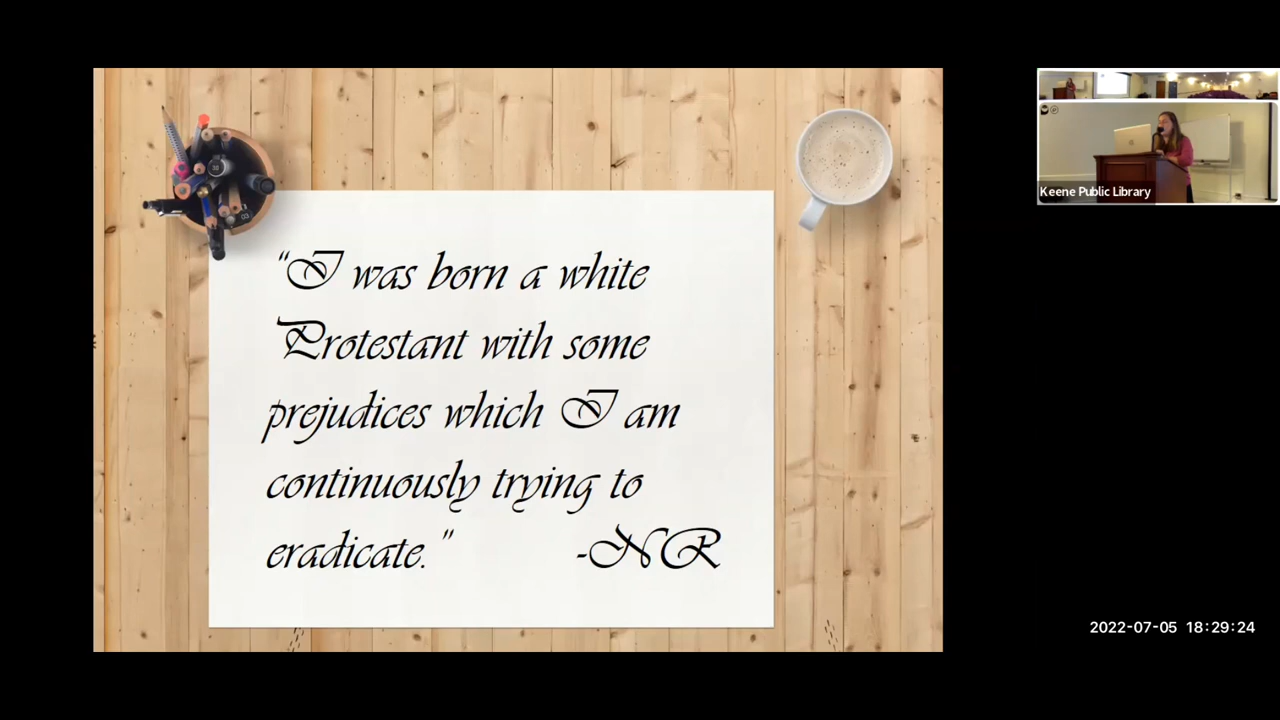 “I was born a white
Protestant with some
prejudices which I am
continuously trying to
eradicate.” -NR
Keene Public Library
2022-07-05 18:29:24